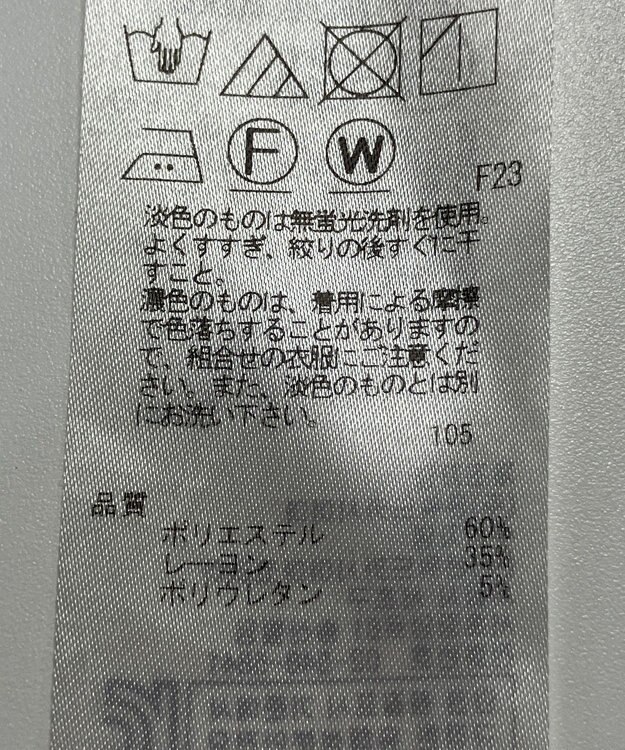 F W
F23
淡色のものは無蛍光洗剤を使用。
よくすすぎ、絞りの後すぐに干
すこと。
濃色のものは、着用による摩擦
で色落ちすることがありますの
で、組合せの衣服にご注意くだ
さい。また、淡色のものとは別
にお洗い下さい。
105
品質
ポリエステル 60%
レーヨン 35%
ポリウレタン 5%